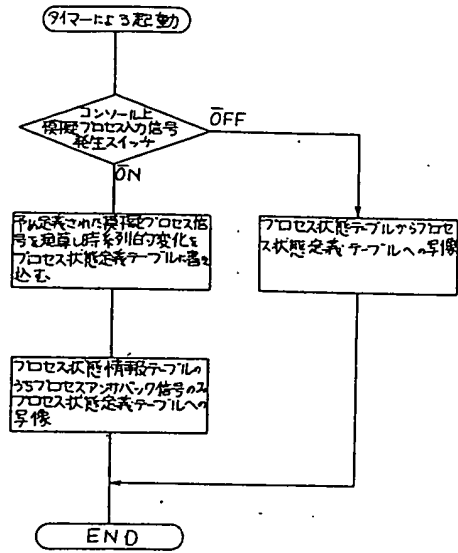 タイマーによる起動
コンソール上
模擬プロセス入力信号
発生スイッチ
OFF
ON
予め定義された模擬プロセス信
号を演算し時系列的変化を
プロセス状態定義テーブルに書き
込む。
プロセス状態テーブルからプロセ
ス状態定義テーブルへの写像
プロセス状態情報テーブルの
うちプロセスアンサバック信号のみ
プロセス状態定義テーブルへの
写像
END